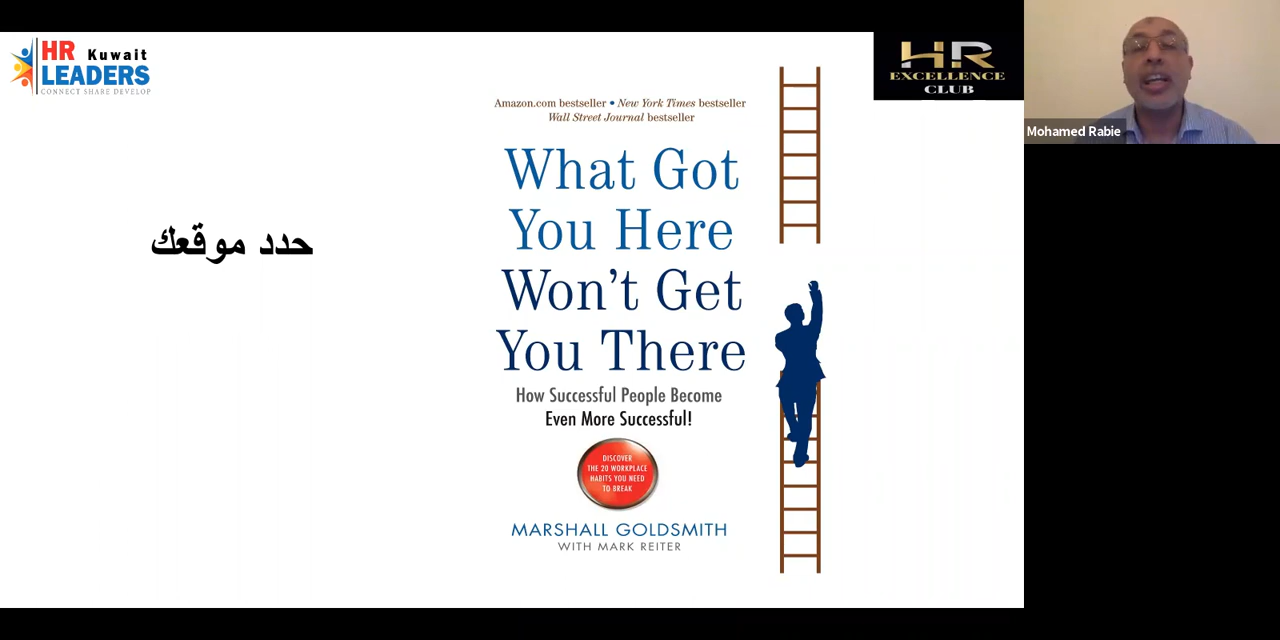 HR Kuwait
LEADERS
CONNECT SHARE DEVELOP
HR
EXCELLENCE
CLUB
Mohamed Rabie
حدد موقعك
Amazon.com bestseller • New York Times bestseller
Wall Street Journal bestseller
What Got
You Here
Won't Get
You There
How Successful People Become
Even More Successful!
DISCOVER
THE 20 WORKPLACE
HABITS YOU NEED
TO BREAK
MARSHALL GOLDSMITH
WITH MARK REITER